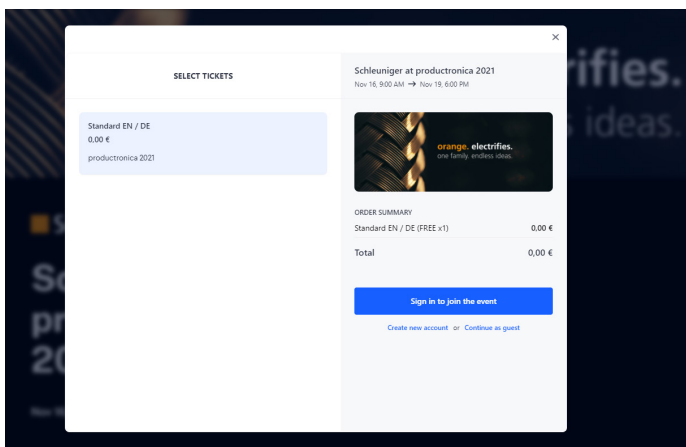 SELECT TICKETS
Standard EN / DE
0,00 €
productronica 2021
Schleuniger at productronica 2021
Nov 16, 9:00 AM → Nov 19, 6:00 PM
orange. electrifies.
one family. endless ideas.
ORDER SUMMARY
Standard EN / DE (FREE x1) 0,00 €
Total 0,00 €
Sign in to join the event
Create new account or Continue as guest
rifies.
ideas.